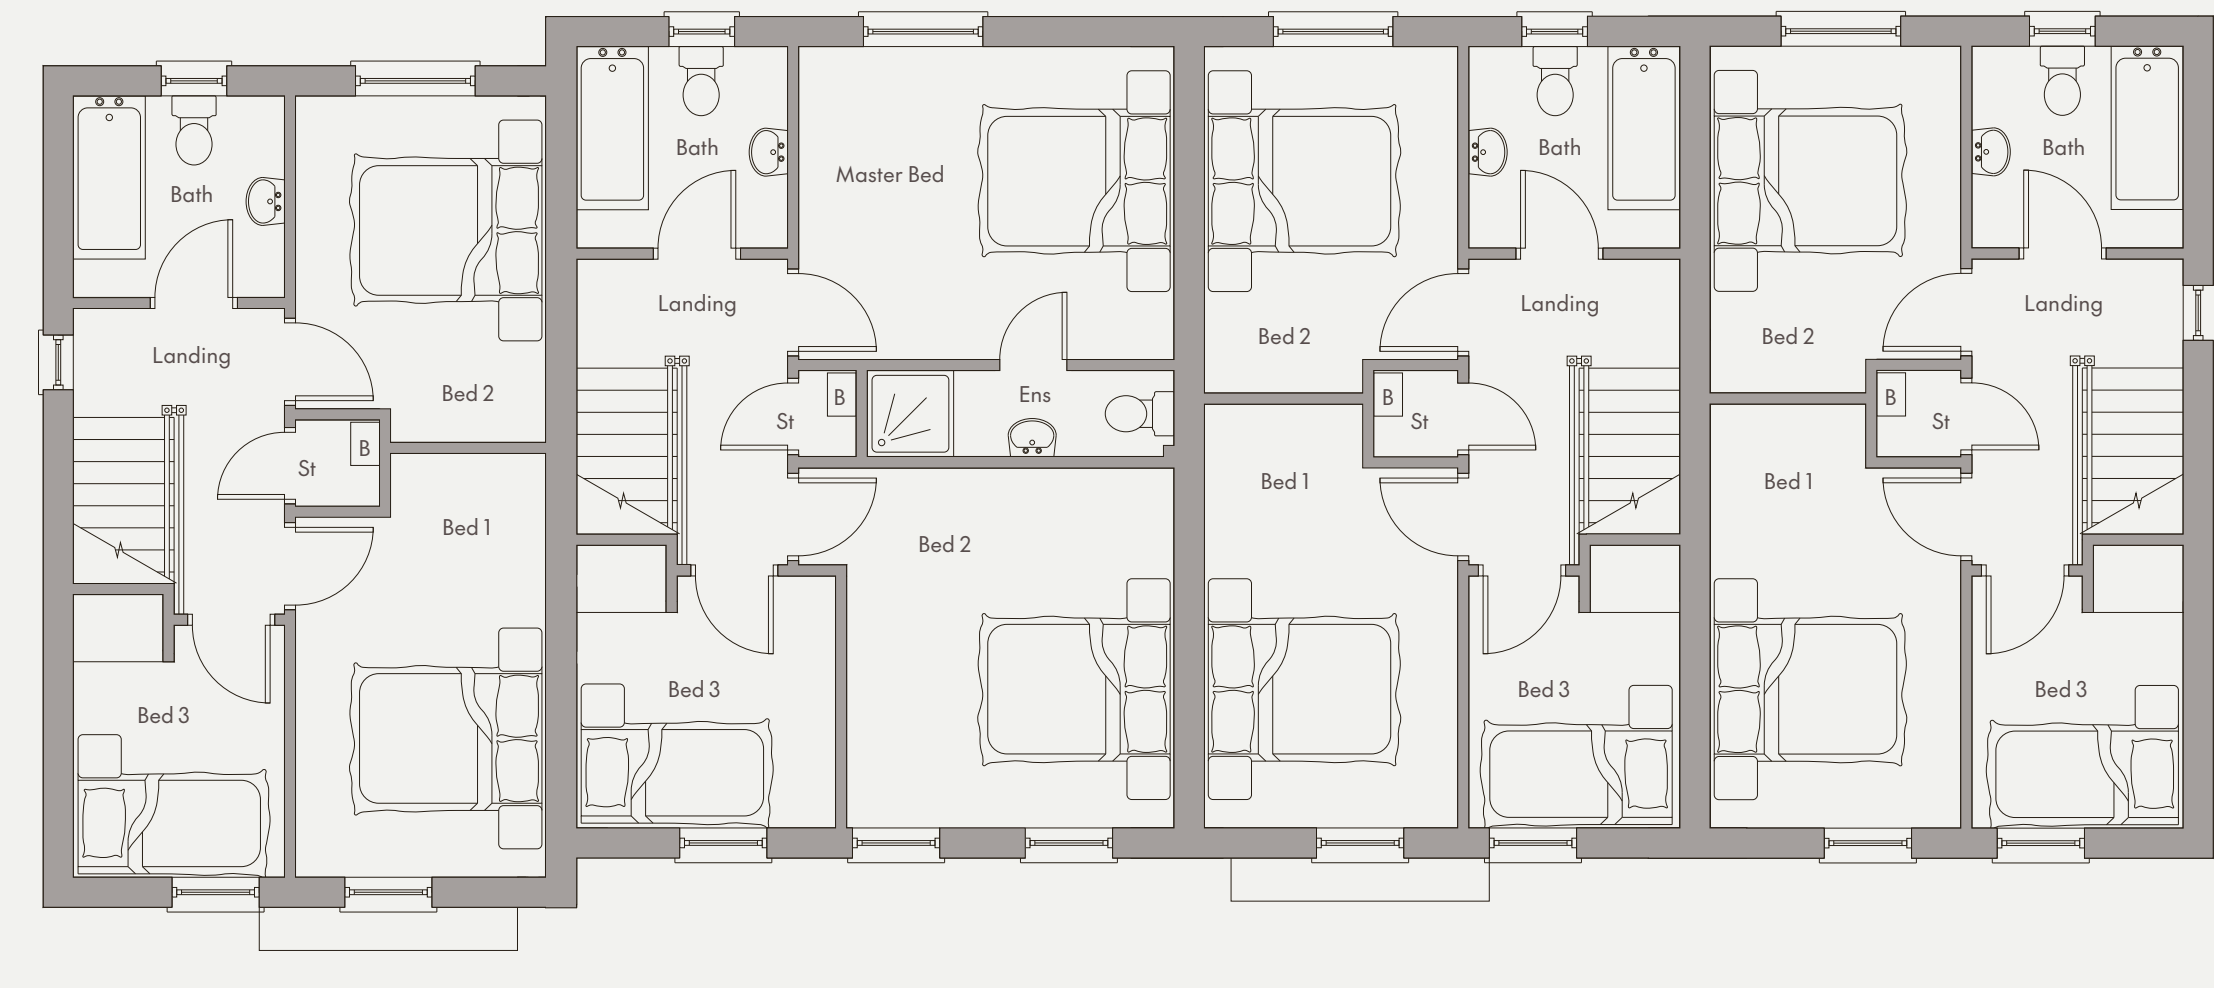 Bath
Landing
Bed 2
St
B
Bed 1
Bed 3
Bath
Master Bed
Landing
St
B
Ens
Bed 2
Bed 3
Bath
Landing
Bed 2
B
St
Bed 1
Bed 3
Bath
Landing
Bed 2
B
St
Bed 1
Bed 3